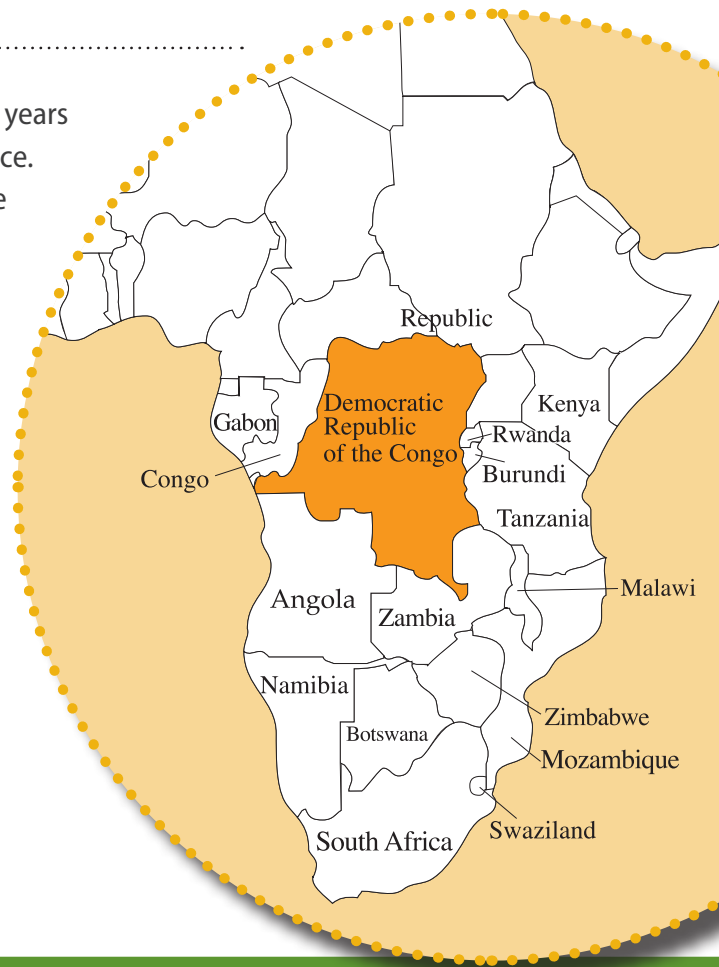 years
ce.
e
Republic
Democratic
Republic
of the Congo
Kenya
Gabon
Rwanda
Congo
Burundi
Tanzania
Malawi
Angola
Zambia
Namibia
Zimbabwe
Botswana
Mozambique
Swaziland
South Africa